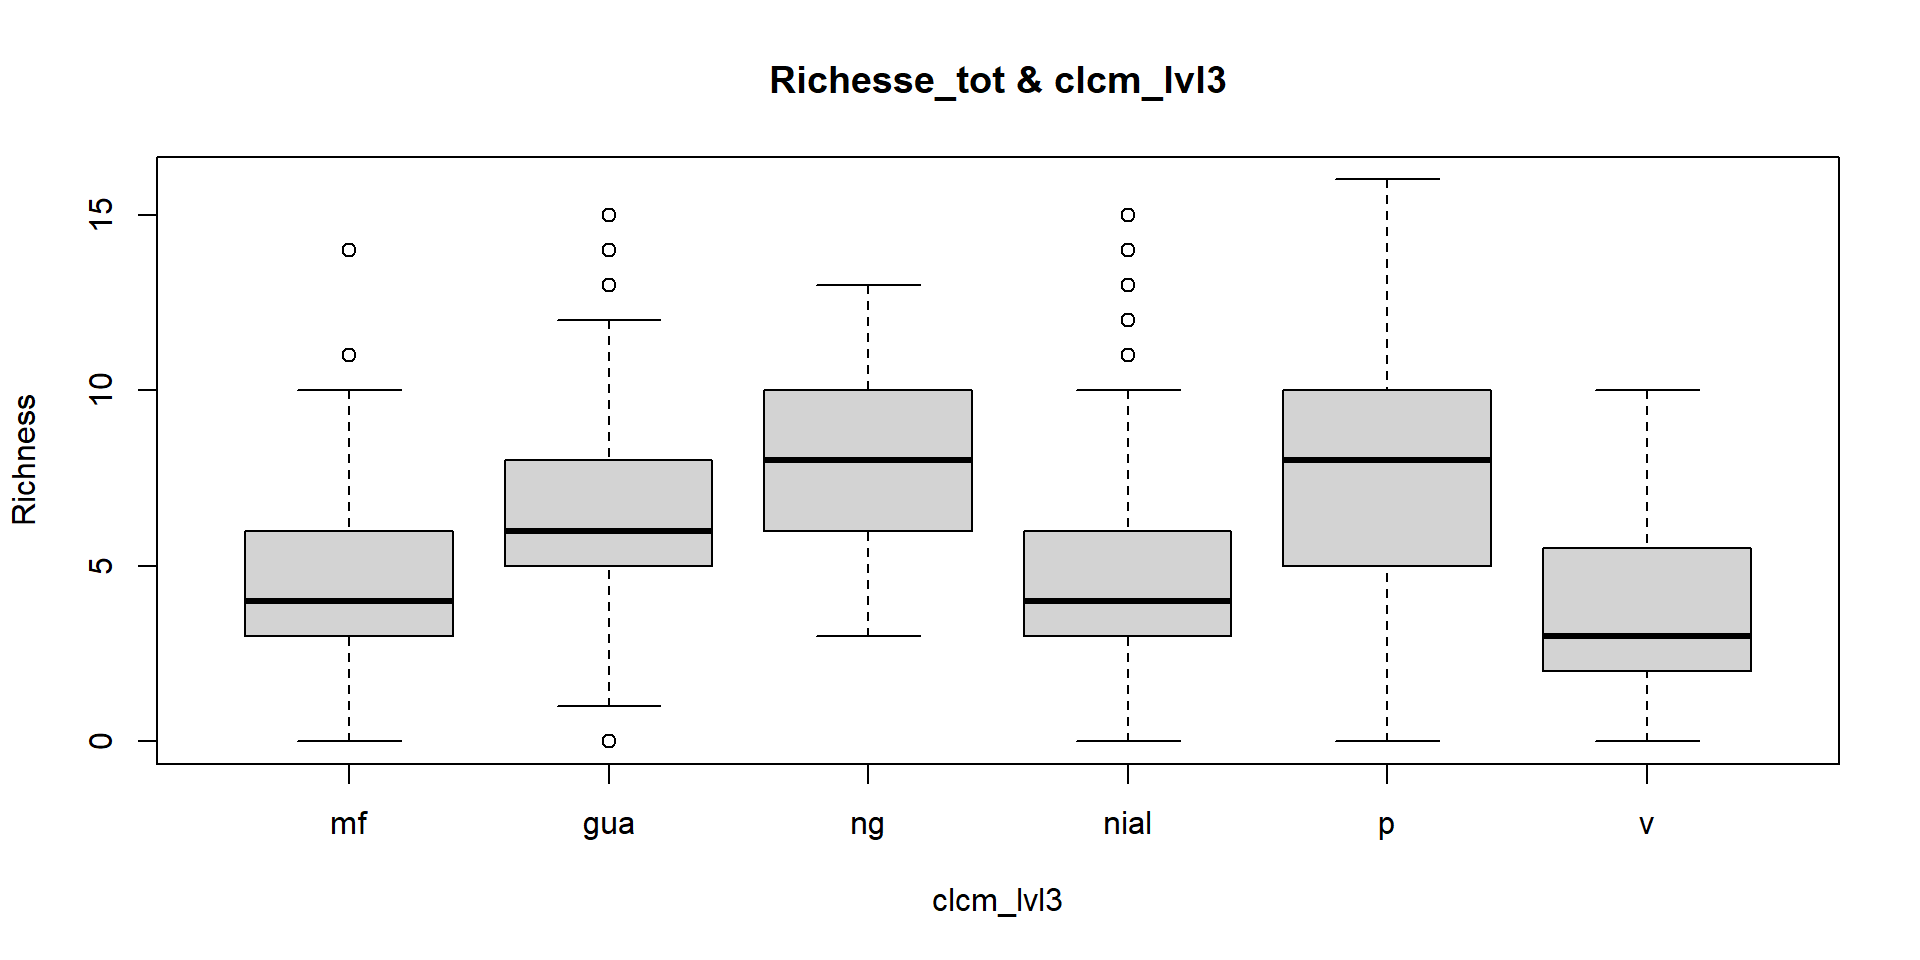 Richesse_tot & clcm_lvl3
Richness
15
10
5
0
mf gua ng nial p v
clcm_lvl3